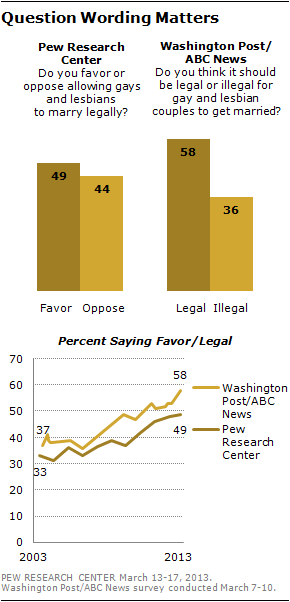 Question Wording Matters
Pew Research
Center
Do you favor or
oppose allowing gays
and lesbians
to marry legally?
Washington Post/
ABC News
Do you think it should
be legal or illegal for
gay and lesbian
couples to get married?
49
44
58
36
Favor Oppose
Legal Illegal
Percent Saying Favor/Legal
70
60
50
40
30
20
10
0
58
37
49
33
2003
2013
Washington
Post/ABC
News
Pew
Research
Center
PEW RESEARCH CENTER March 13-17, 2013.
Washington Post/ABC News survey conducted March 7-10.